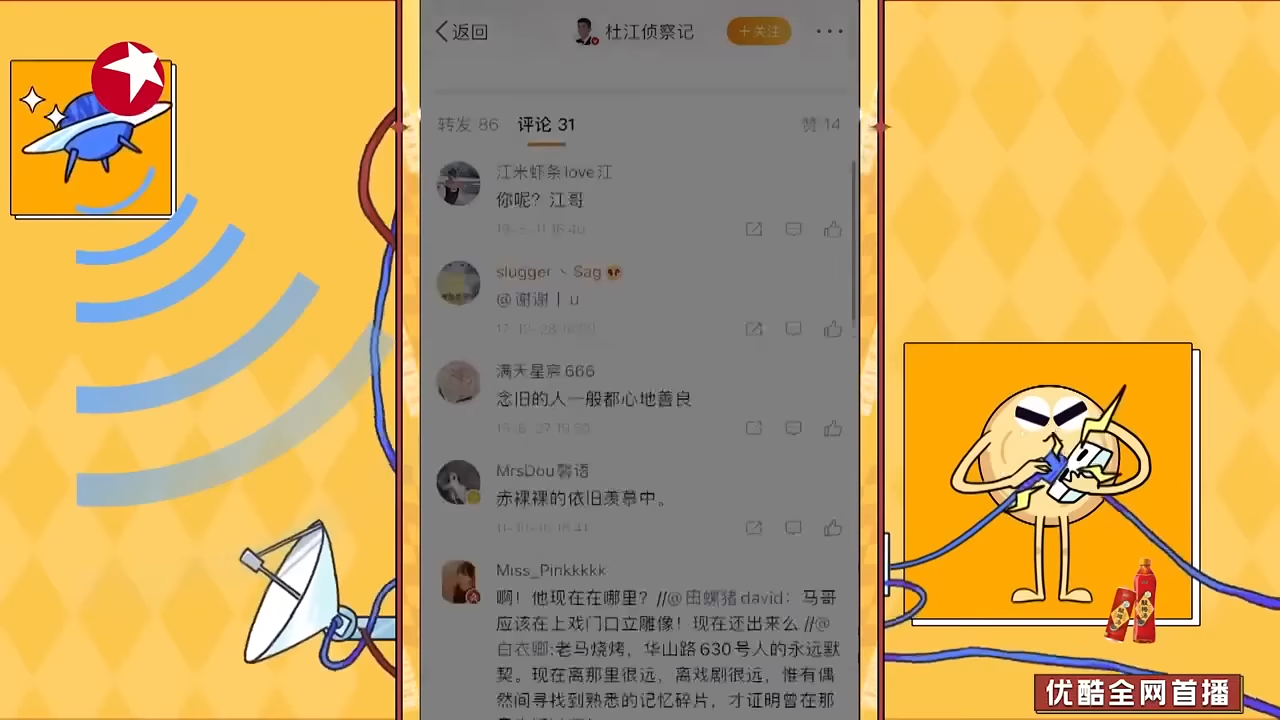 返回
杜江侦察记
+关注
转发 86
评论 31
赞 14
江米虾条love江
你呢？江哥
slugger丶Sag
@谢谢丨u
满天星宸666
念旧的人一般都心地善良
MrsDou馨语
赤裸裸的依旧羡慕中。
Miss_Pinkkkkk
啊！他现在在哪里？//@田螺猪david：马哥
应该在上戏门口立雕像！现在还出来么//@
白衣卿:老马烧烤，华山路630号人的永远默
契。现在离那里很远，离戏剧很远，惟有偶
然间寻找到熟悉的记忆碎片，才证明曾在那
优酷全网首播